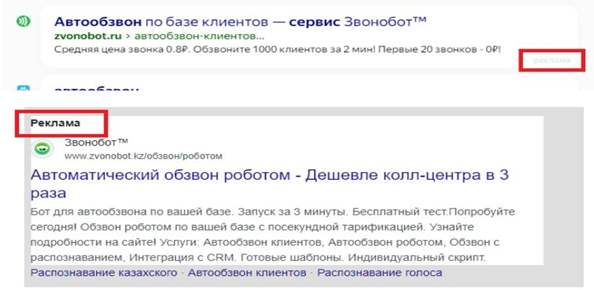 Автообзвон по базе клиентов — сервис Звонобот™
zvonobot.ru › автообзвон-клиентов...
Средняя цена звонка 0.8₽. Обзвоните 1000 клиентов за 2 мин! Первые 20 звонков - 0₽!
реклама
автообзвон
Реклама
Звонобот™
www.zvonobot.kz/обзвон/роботом
Автоматический обзвон роботом - Дешевле колл-центра в 3
раза
Бот для автообзвона по вашей базе. Запуск за 3 минуты. Бесплатный тест.Попробуйте
сегодня! Обзвон роботом по вашей базе с посекундной тарификацией. Узнайте
подробности на сайте! Услуги: Автообзвон клиентов, Автообзвон роботом, Обзвон с
распознаванием, Интеграция с CRM. Готовые шаблоны. Индивидуальный скрипт.
Распознавание казахского · Автообзвон клиентов · Распознавание голоса